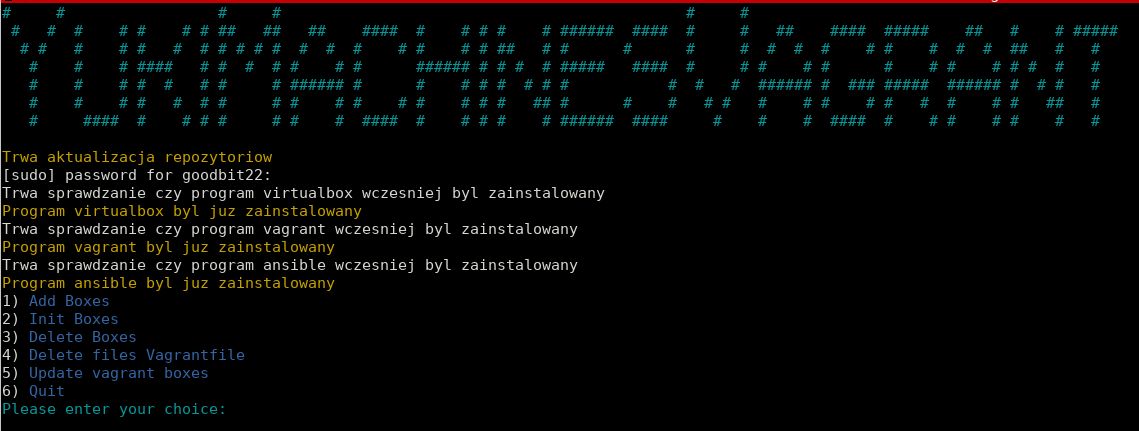 YUKIMACHINESVAGRANT
Trwa aktualizacja repozytoriow
[sudo] password for goodbit22:
Trwa sprawdzanie czy program virtualbox wczesniej byl zainstalowany
Program virtualbox byl juz zainstalowany
Trwa sprawdzanie czy program vagrant wczesniej byl zainstalowany
Program vagrant byl juz zainstalowany
Trwa sprawdzanie czy program ansible wczesniej byl zainstalowany
Program ansible byl juz zainstalowany
1) Add Boxes
2) Init Boxes
3) Delete Boxes
4) Delete files Vagrantfile
5) Update vagrant boxes
6) Quit
Please enter your choice: